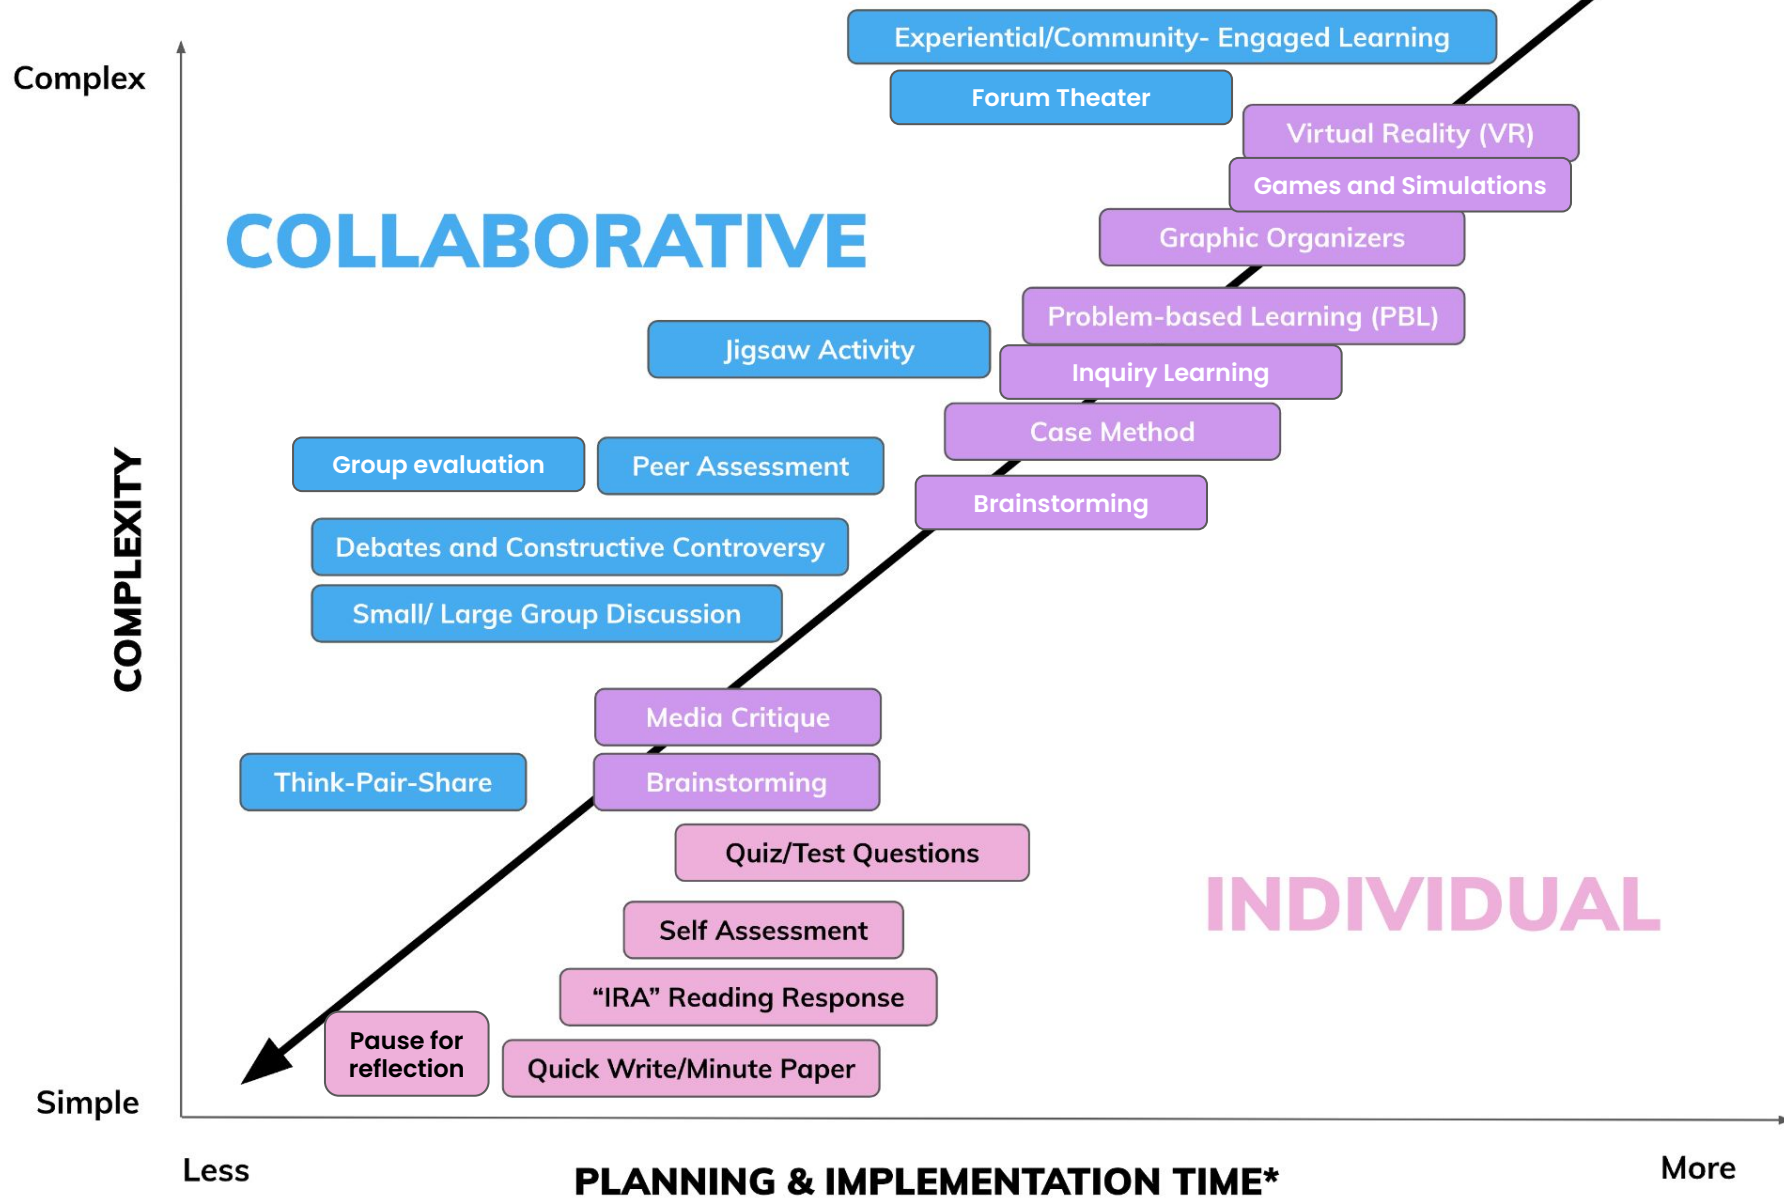 Experiential/Community- Engaged Learning
Complex
Forum Theater
Virtual Reality (VR)
Games and Simulations
COLLABORATIVE
Graphic Organizers
Problem-based Learning (PBL)
Jigsaw Activity
Inquiry Learning
Case Method
Group evaluation
Peer Assessment
Brainstorming
Debates and Constructive Controversy
COMPLEXITY
Small/ Large Group Discussion
Media Critique
Think-Pair-Share
Brainstorming
Quiz/Test Questions
INDIVIDUAL
Self Assessment
“IRA” Reading Response
Pause for
reflection
Quick Write/Minute Paper
Simple
Less
PLANNING & IMPLEMENTATION TIME*
More